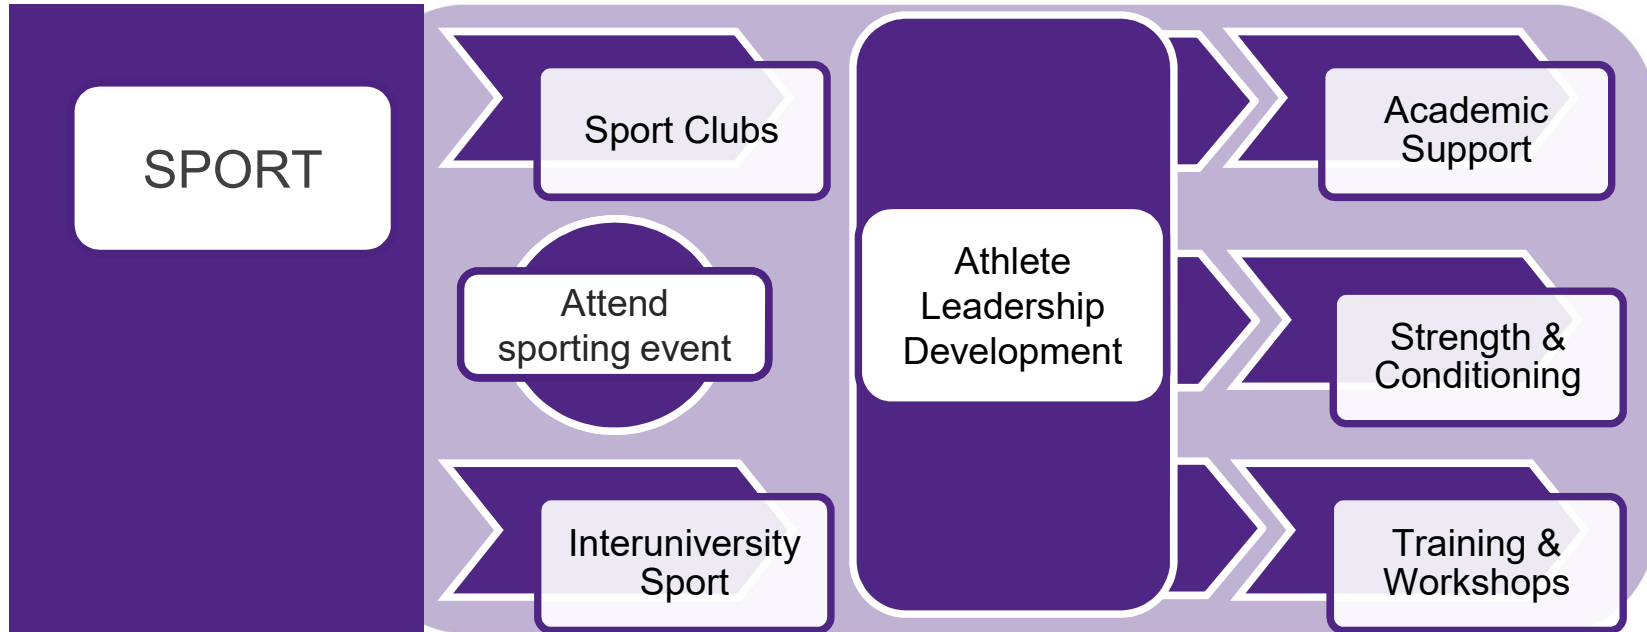 SPORT
Sport Clubs
Attend
sporting event
Interuniversity
Sport
Athlete
Leadership
Development
Academic
Support
Strength &
Conditioning
Training &
Workshops